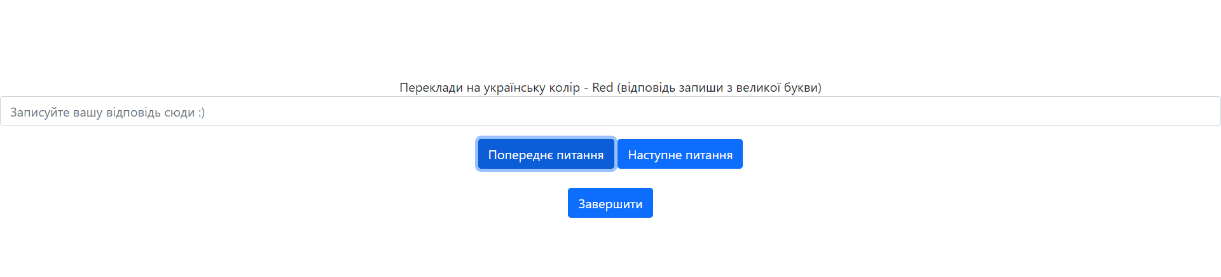 Переклади на українську колір - Red (відповідь запиши з великої букви)
Записуйте вашу відповідь сюди :)
Попереднє питання Наступне питання
Завершити